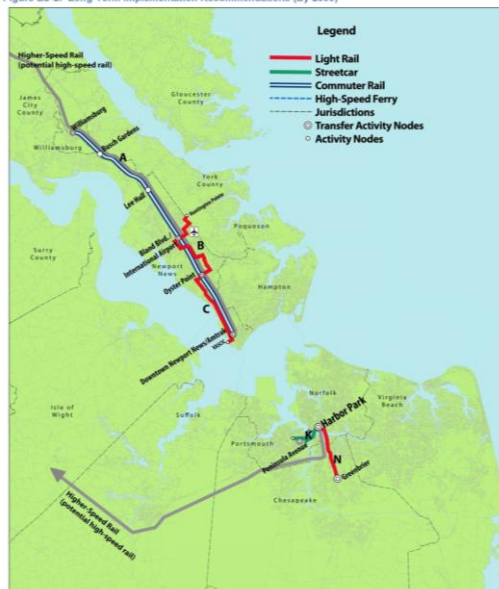 Legend
Light Rail
Streetcar
Commuter Rail
High-Speed Ferry
Jurisdictions
Transfer Activity Nodes
Activity Nodes
Higher-Speed Rail
(potential high-speed rail)
James
City
County
Williamsburg
Gloucester
County
Busch Gardens
Williamsburg
A
York
County
Lee Hall
Poquoson
Huntington Pointe
Surry
County
Bland Blvd. /
International Airport
B
Newport
News
Oyster Point
Hampton
C
Downtown Newport News/Amtrak
Isle of
Wight
Suffolk
Norfolk
Virginia
Beach
Harbor Park
Portsmouth
K
Peninsula Avenue
N
Greenbrier
Chesapeake
Higher-Speed Rail
(potential high-speed rail)